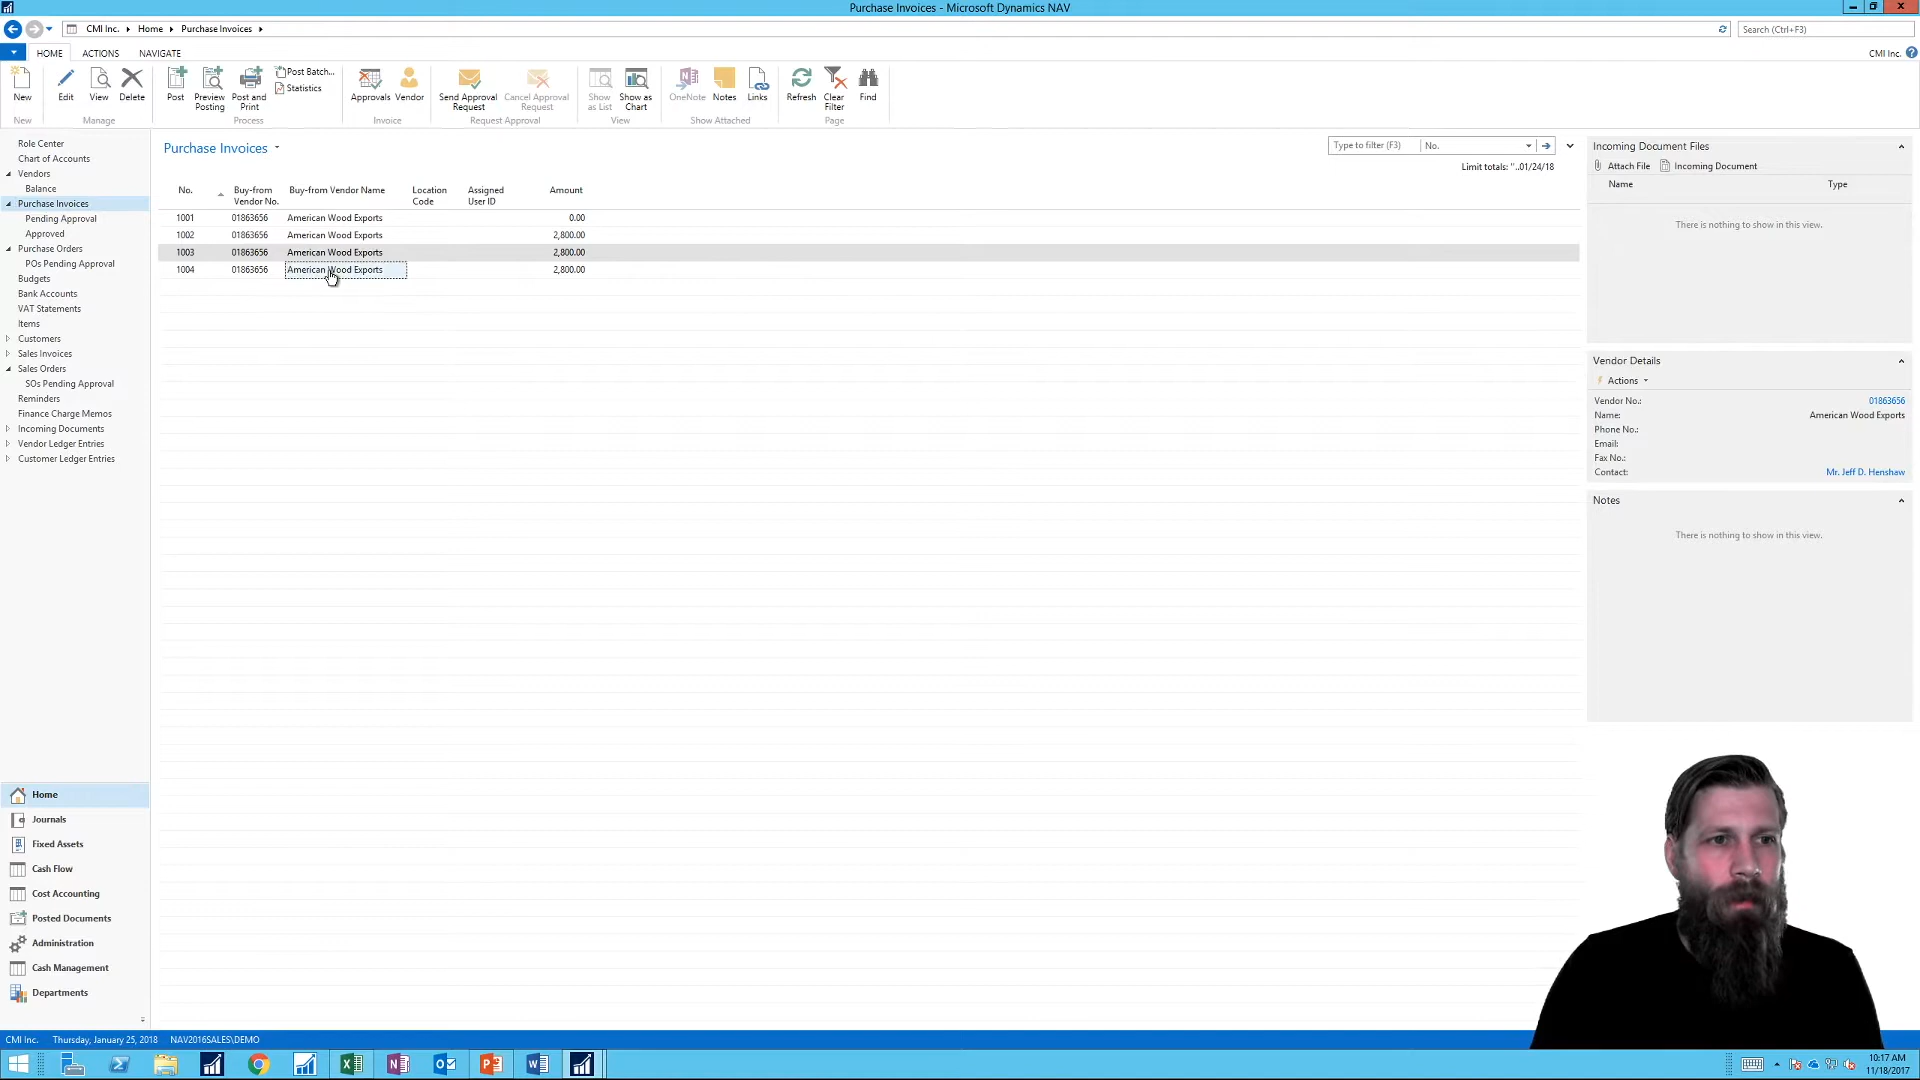 Purchase Invoices - Microsoft Dynamics NAV
CMI Inc. Home Purchase Invoices
Search (Ctrl+F3)
HOME ACTIONS NAVIGATE
CMI Inc.
New Edit View Delete Post Preview Posting Post and Print Post Batch... Statistics Approvals Vendor Send Approval Request Cancel Approval Request Show as List Show as Chart OneNote Notes Links Refresh Clear Filter Find
New Manage Process Invoice Request Approval View Show Attached Page
Role Center
Chart of Accounts
Vendors
Balance
Purchase Invoices
Pending Approval
Approved
Purchase Orders
POs Pending Approval
Budgets
Bank Accounts
VAT Statements
Items
Customers
Sales Invoices
Sales Orders
SOs Pending Approval
Reminders
Finance Charge Memos
Incoming Documents
Vendor Ledger Entries
Customer Ledger Entries
Home
Journals
Fixed Assets
Cash Flow
Cost Accounting
Posted Documents
Administration
Cash Management
Departments
Purchase Invoices
Type to filter (F3) No.
Limit totals: ''..01/24/18
No. Buy-from Vendor No. Buy-from Vendor Name Location Code Assigned User ID Amount
1001 01863656 American Wood Exports 0.00
1002 01863656 American Wood Exports 2,800.00
1003 01863656 American Wood Exports 2,800.00
1004 01863656 American Wood Exports 2,800.00
Incoming Document Files
Attach File Incoming Document
Name Type
There is nothing to show in this view.
Vendor Details
Actions
Vendor No.: 01863656
Name: American Wood Exports
Phone No.:
Email:
Fax No.:
Contact: Mr. Jeff D. Henshaw
Notes
There is nothing to show in this view.
CMI Inc. Thursday, January 25, 2018 NAV2016SALES\DEMO
10:17 AM
11/18/2017